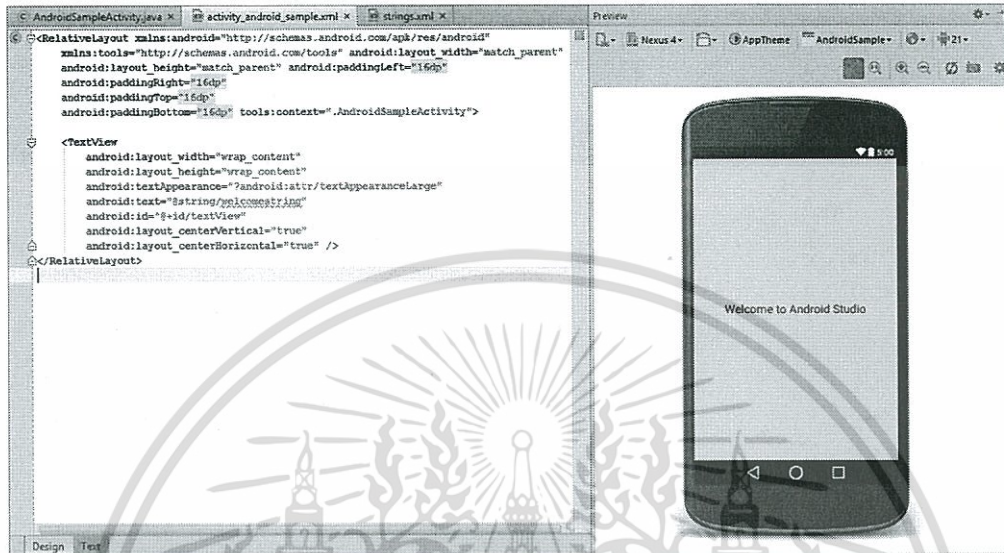 AndroidSampleActivity.java × activity_android_sample.xml × strings.xml ×
<RelativeLayout xmlns:android="http://schemas.android.com/apk/res/android"
xmlns:tools="http://schemas.android.com/tools" android:layout_width="match_parent"
android:layout_height="match_parent" android:paddingLeft="16dp"
android:paddingRight="16dp"
android:paddingTop="16dp"
android:paddingBottom="16dp" tools:context=".AndroidSampleActivity">
<TextView
android:layout_width="wrap_content"
android:layout_height="wrap_content"
android:textAppearance="?android:attr/textAppearanceLarge"
android:text="@string/welcomestring"
android:id="@+id/textView"
android:layout_centerVertical="true"
android:layout_centerHorizontal="true" />
</RelativeLayout>
Design Text
Preview
Nexus 4 AppTheme AndroidSample 21
5:00
Welcome to Android Studio